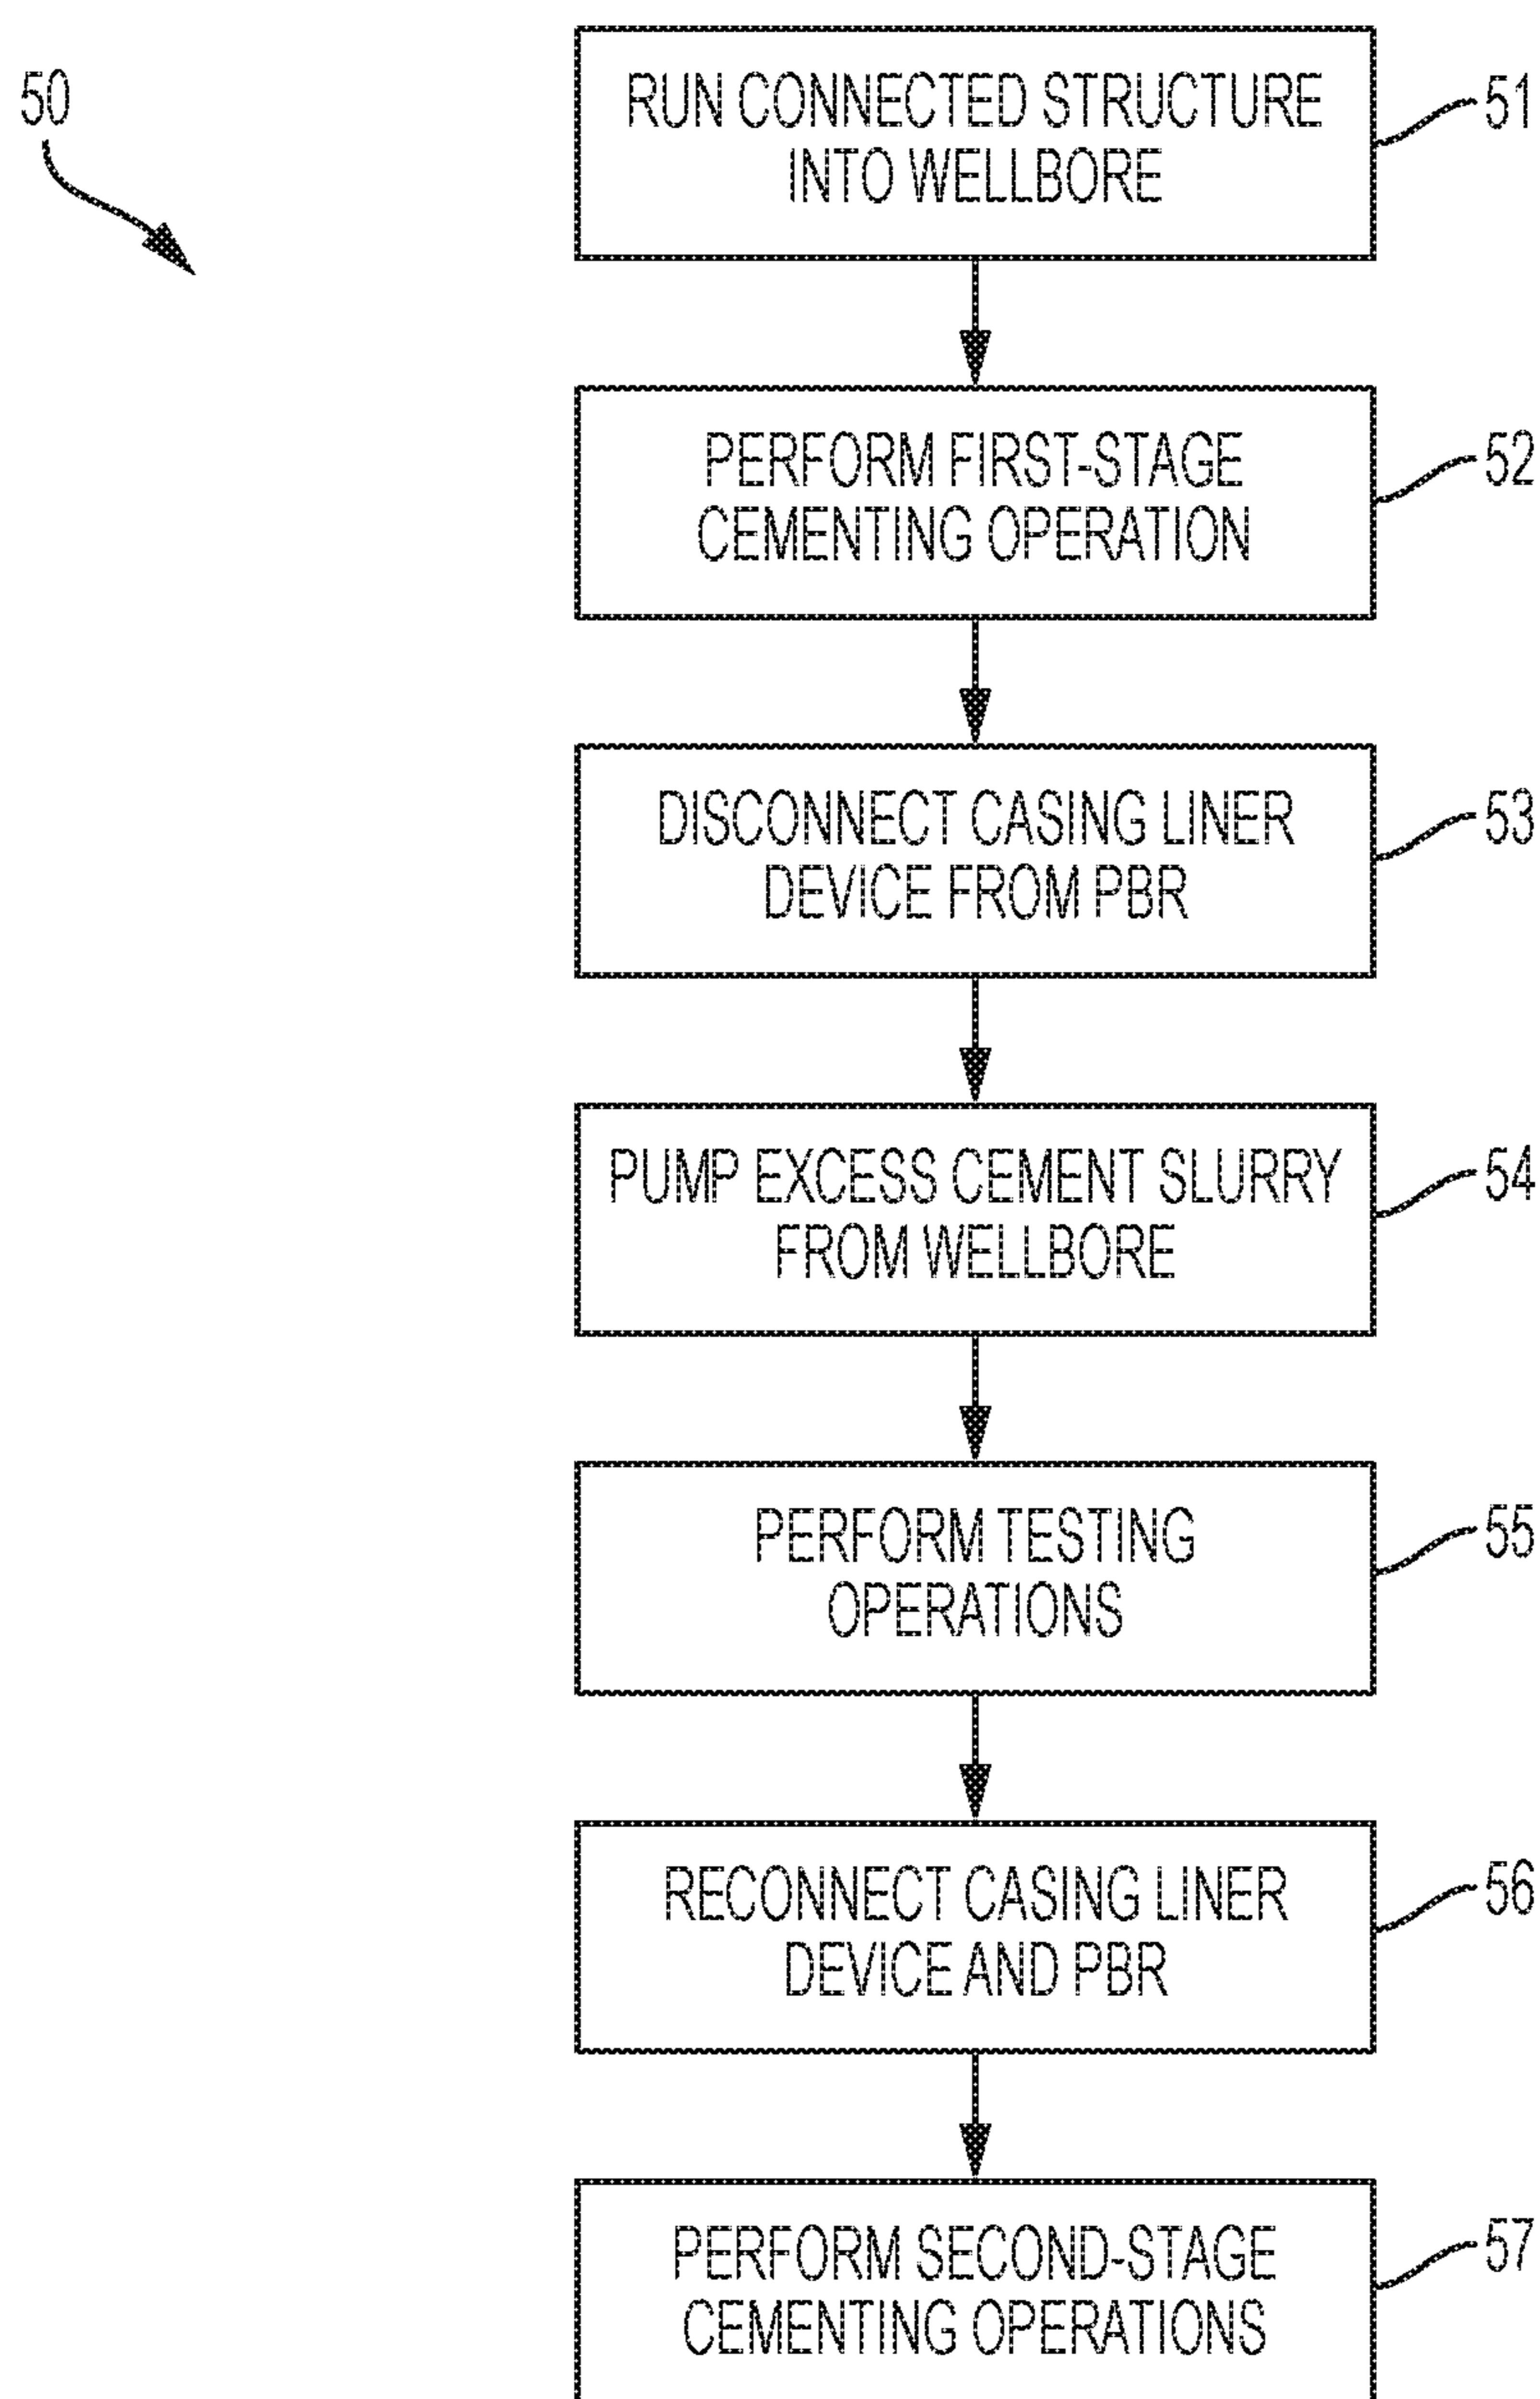 50
RUN CONNECTED STRUCTURE
INTO WELLBORE
51
PERFORM FIRST-STAGE
CEMENTING OPERATION
52
DISCONNECT CASING LINER
DEVICE FROM PBR
53
PUMP EXCESS CEMENT SLURRY
FROM WELLBORE
54
PERFORM TESTING
OPERATIONS
55
RECONNECT CASING LINER
DEVICE AND PBR
56
PERFORM SECOND-STAGE
CEMENTING OPERATIONS
57